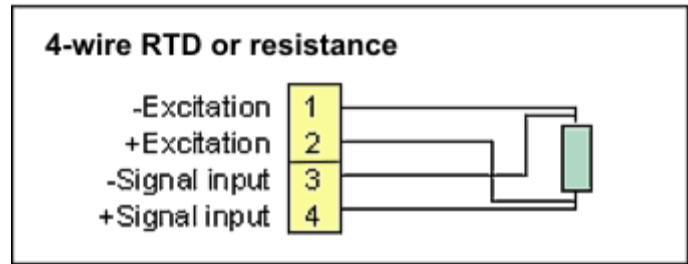 4-wire RTD or resistance
-Excitation 1
+Excitation 2
-Signal input 3
+Signal input 4